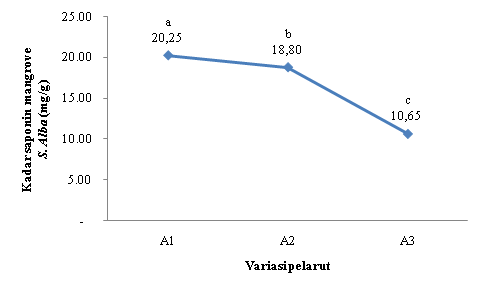 Kadar saponin mangrove
S. Alba (mg/g)
25.00
20.00
15.00
10.00
5.00
-
a
20,25
b
18,80
c
10,65
A1
A2
A3
Variasipelarut